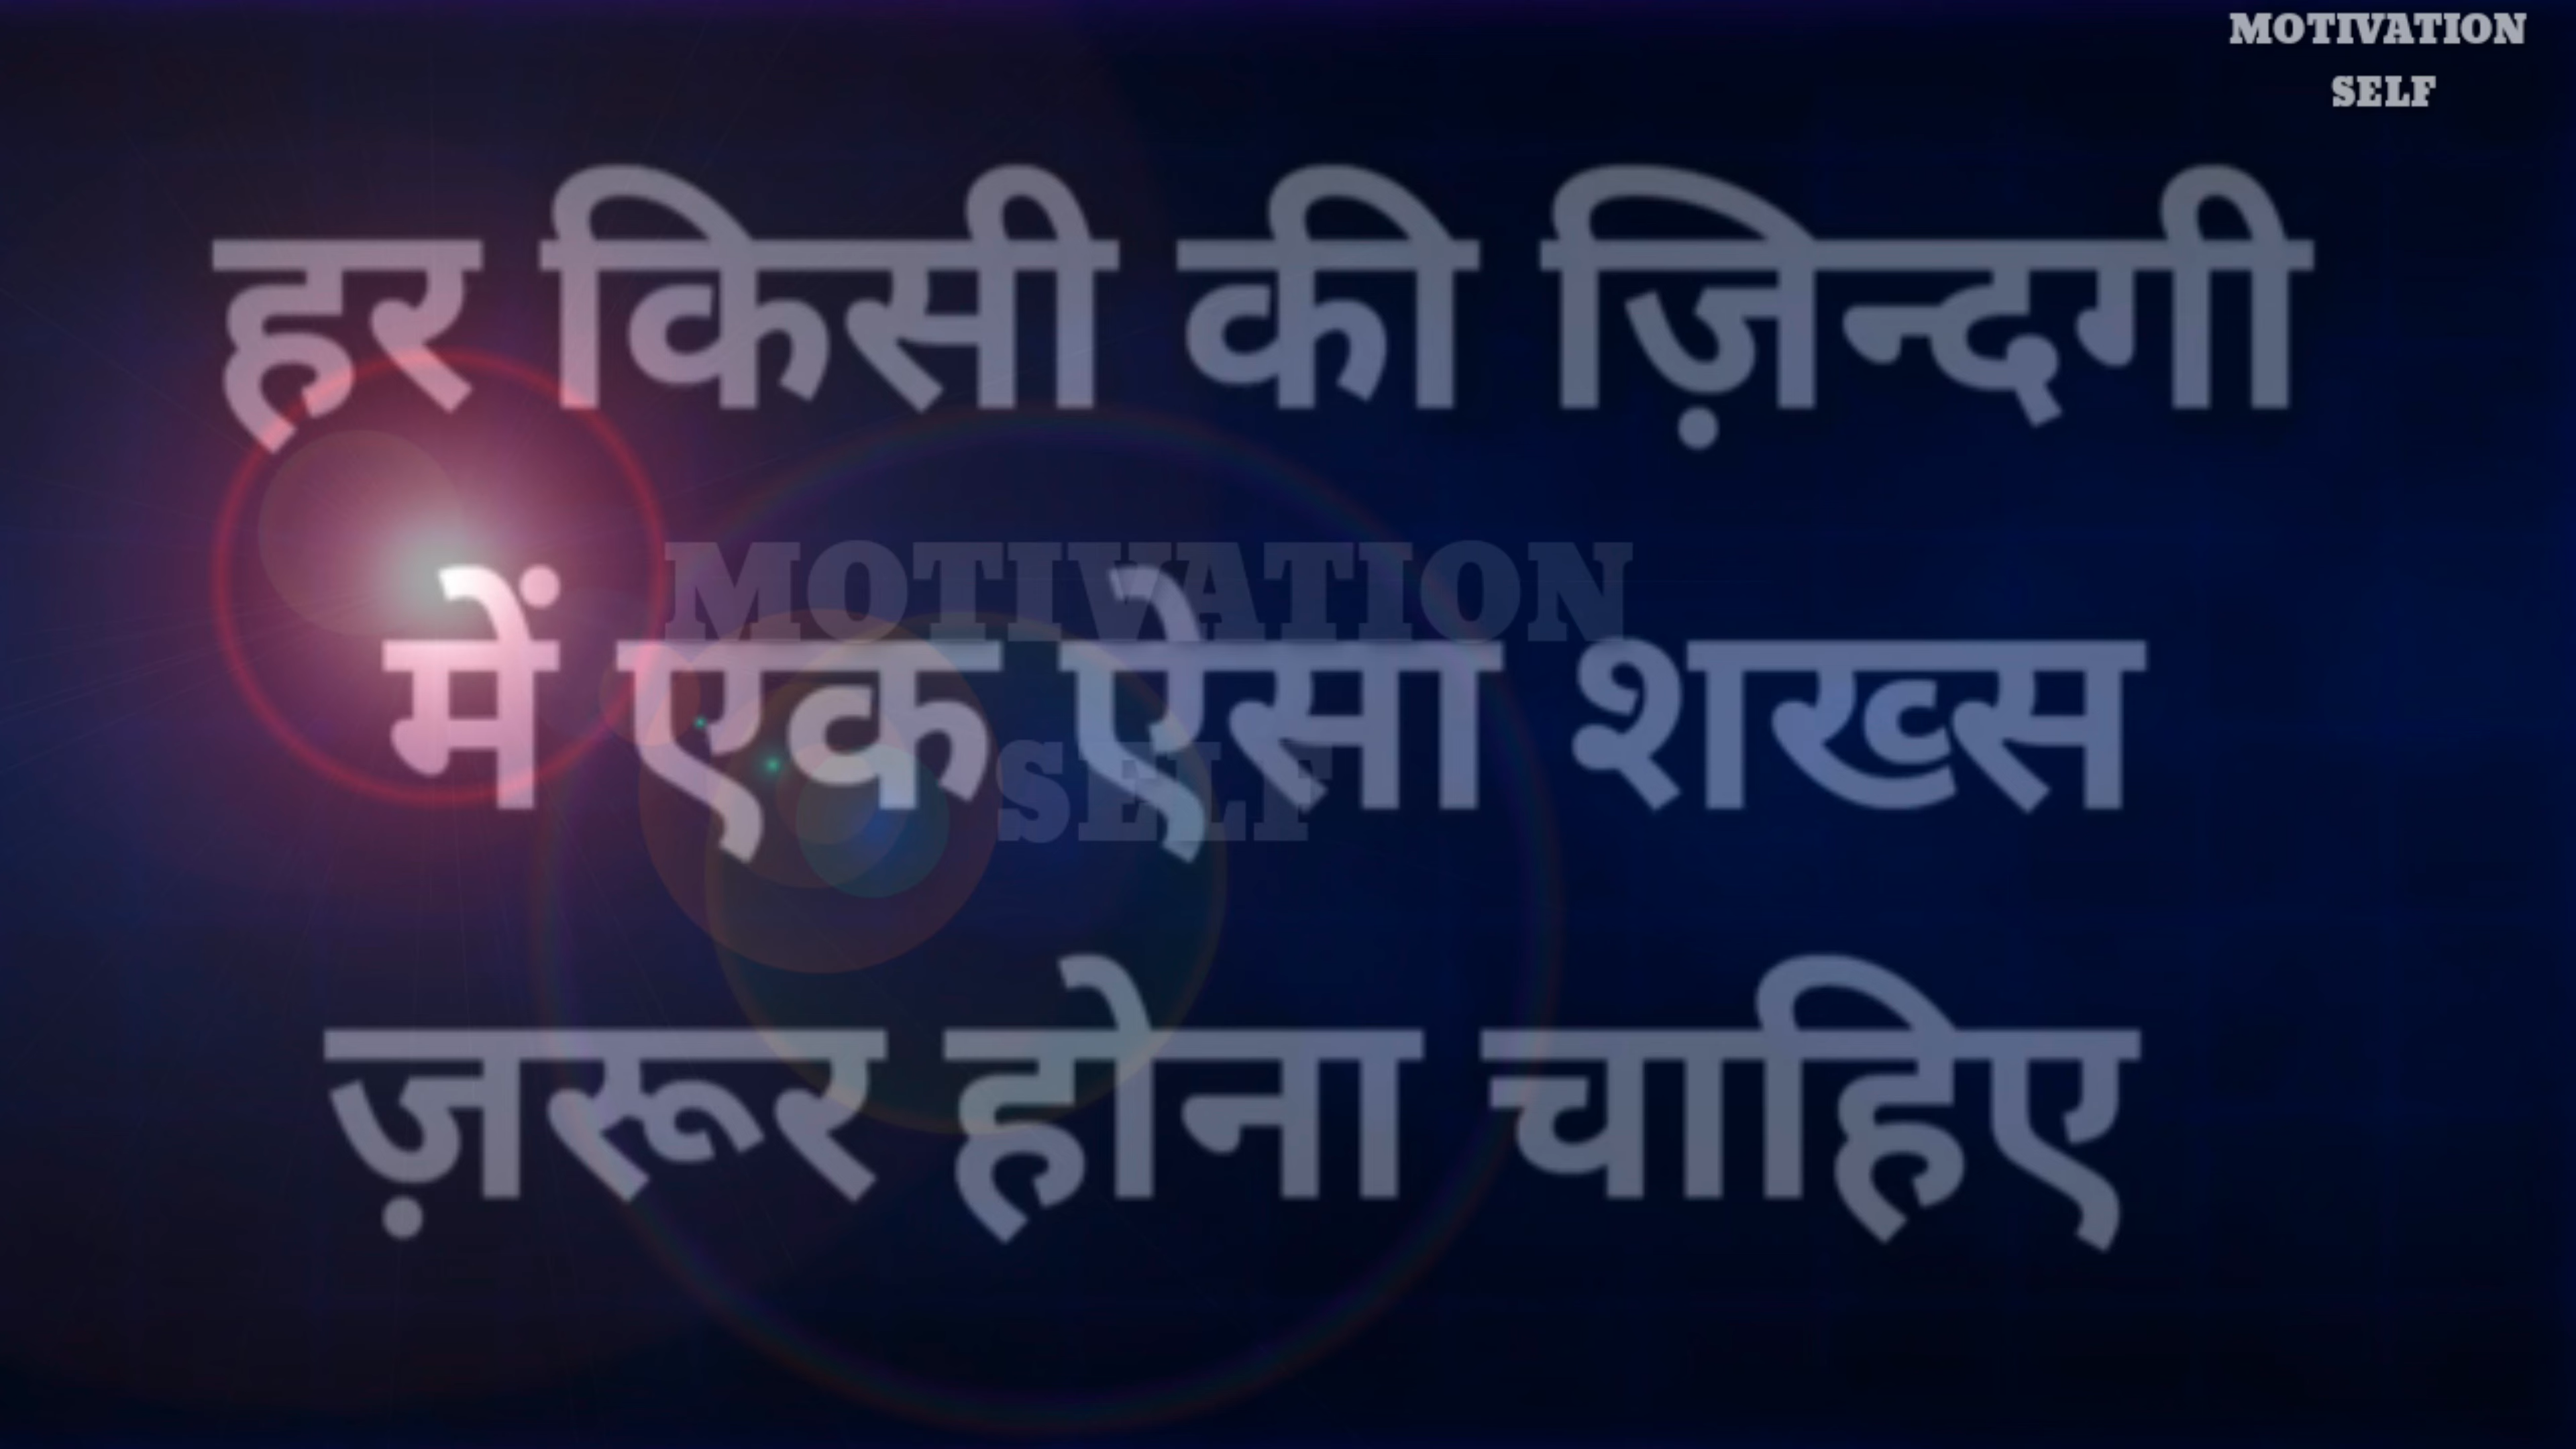 MOTIVATION
SELF
हर किसी की ज़िन्दगी
MOTIVATION
में एक ऐसा शख्स
SELF
ज़रूर होना चाहिए